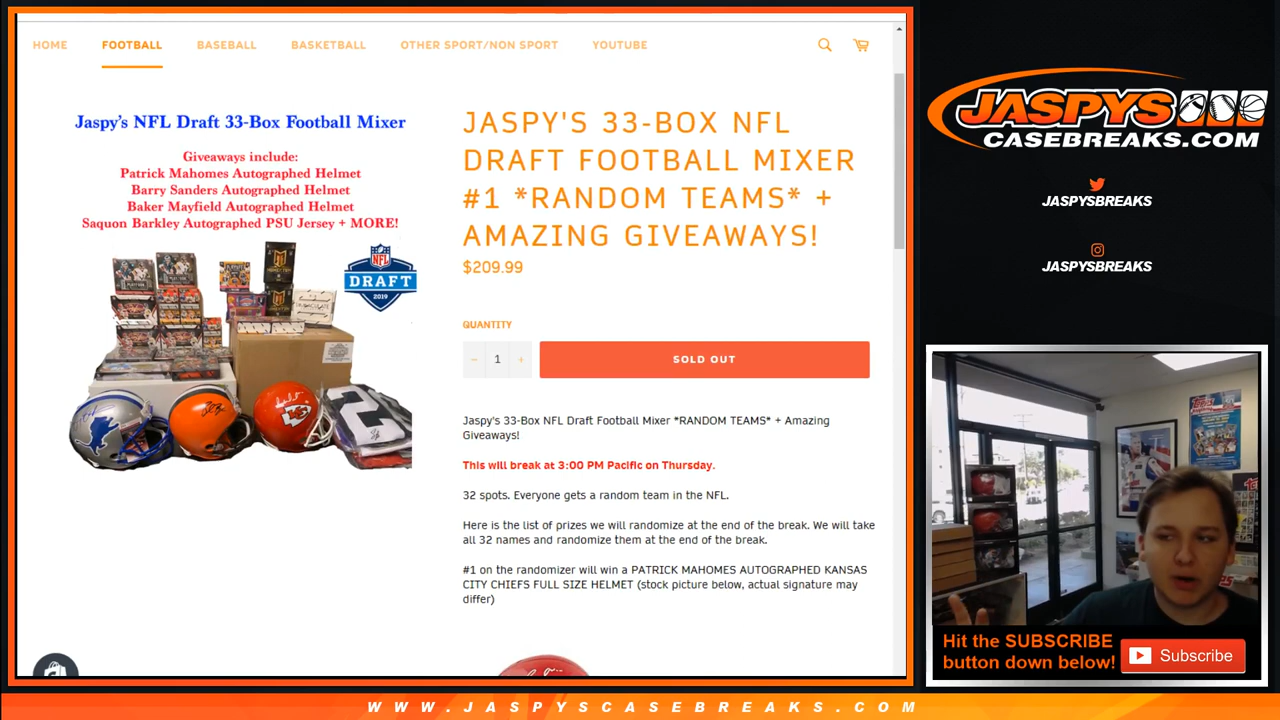 HOME
FOOTBALL
BASEBALL
BASKETBALL
OTHER SPORT/NON SPORT
YOUTUBE
Jaspy's NFL Draft 33-Box Football Mixer
Giveaways include:
Patrick Mahomes Autographed Helmet
Barry Sanders Autographed Helmet
Baker Mayfield Autographed Helmet
Saquon Barkley Autographed PSU Jersey + MORE!
NFL
DRAFT
2019
JASPY'S 33-BOX NFL
DRAFT FOOTBALL MIXER
#1 *RANDOM TEAMS* +
AMAZING GIVEAWAYS!
$209.99
QUANTITY
− 1 +
SOLD OUT
Jaspy's 33-Box NFL Draft Football Mixer *RANDOM TEAMS* + Amazing
Giveaways!
This will break at 3:00 PM Pacific on Thursday.
32 spots. Everyone gets a random team in the NFL.
Here is the list of prizes we will randomize at the end of the break. We will take
all 32 names and randomize them at the end of the break.
#1 on the randomizer will win a PATRICK MAHOMES AUTOGRAPHED KANSAS
CITY CHIEFS FULL SIZE HELMET (stock picture below, actual signature may
differ)
JASPYS
CASEBREAKS.COM
JASPYSBREAKS
JASPYSBREAKS
Topps
Hit the SUBSCRIBE
button down below!
Subscribe
WWW.JASPYSCASEBREAKS.COM